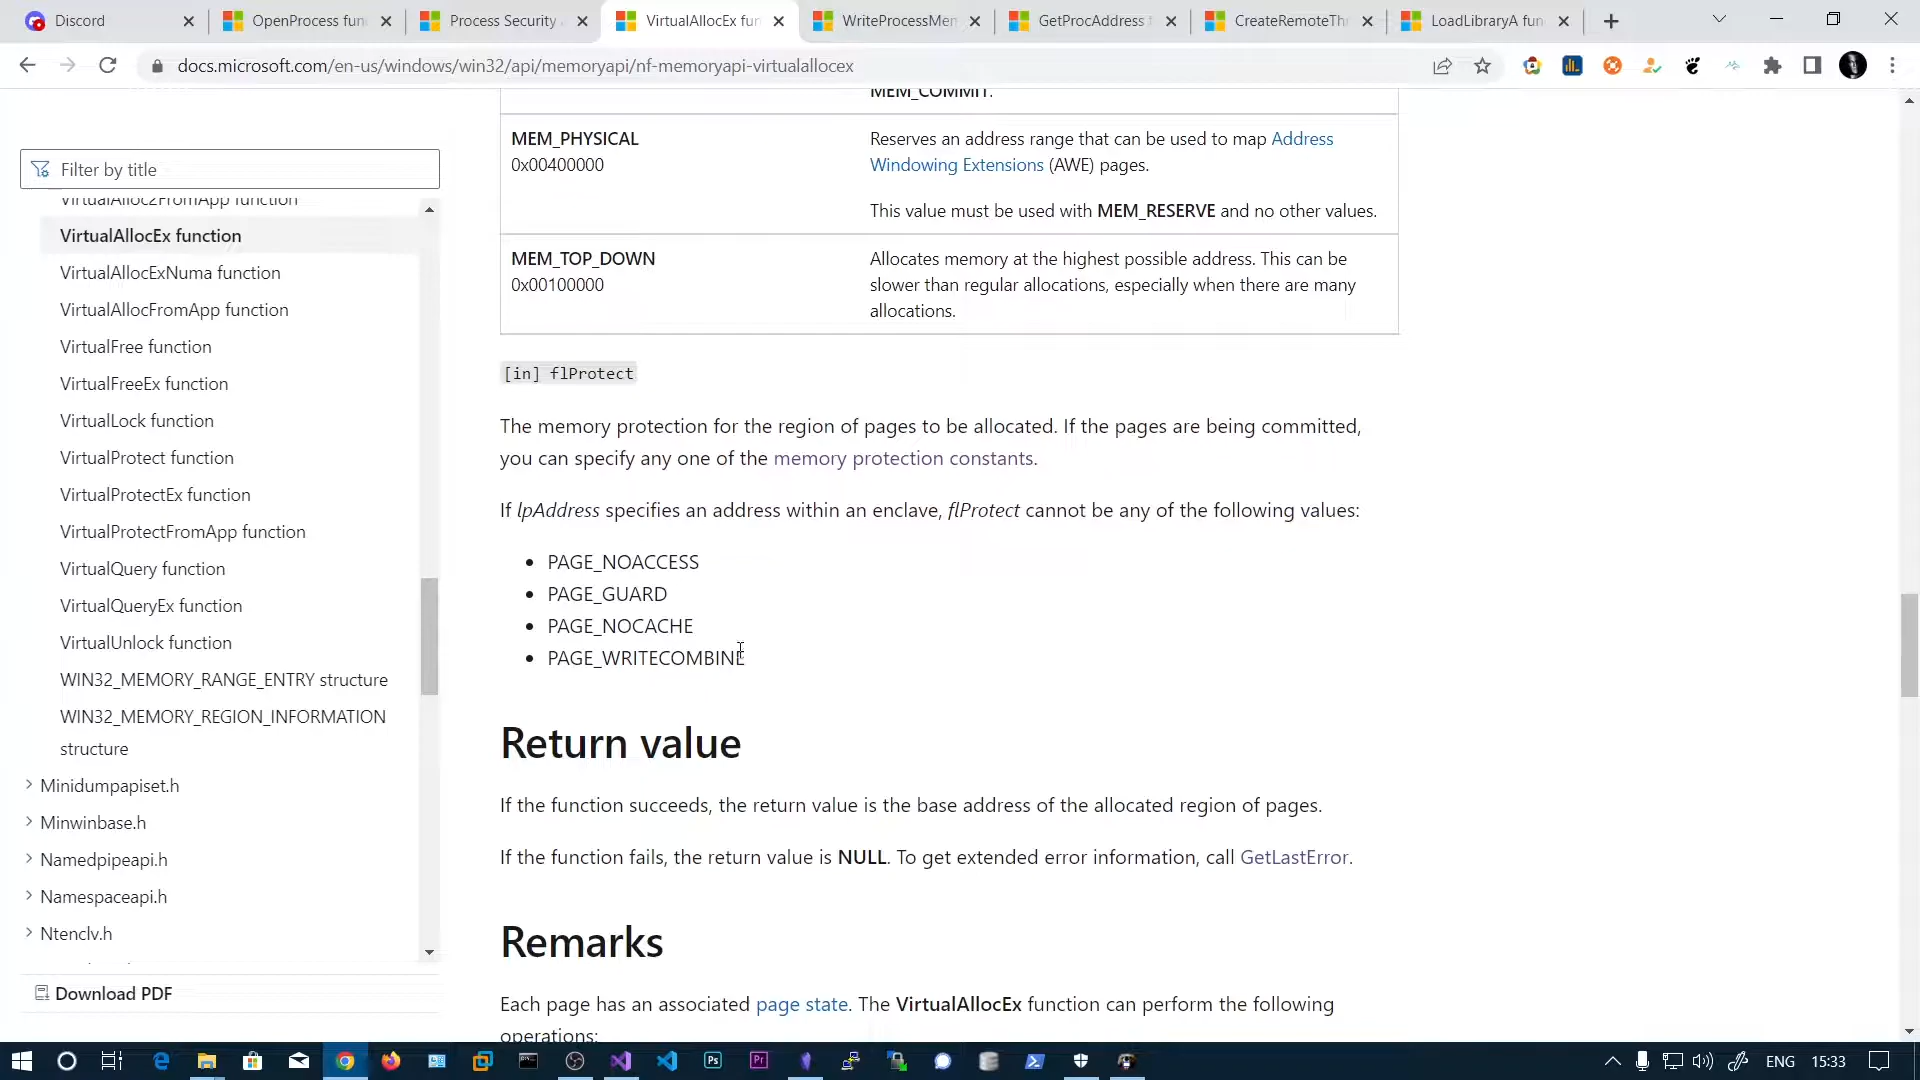 Discord
OpenProcess fun
Process Security
VirtualAllocEx fun
WriteProcessMem
GetProcAddress f
CreateRemoteThr
LoadLibraryA fun
docs.microsoft.com/en-us/windows/win32/api/memoryapi/nf-memoryapi-virtualallocex
Filter by title
VirtualAlloc2FromApp function
VirtualAllocEx function
VirtualAllocExNuma function
VirtualAllocFromApp function
VirtualFree function
VirtualFreeEx function
VirtualLock function
VirtualProtect function
VirtualProtectEx function
VirtualProtectFromApp function
VirtualQuery function
VirtualQueryEx function
VirtualUnlock function
WIN32_MEMORY_RANGE_ENTRY structure
WIN32_MEMORY_REGION_INFORMATION
structure
Minidumpapiset.h
Minwinbase.h
Namedpipeapi.h
Namespaceapi.h
Ntenclv.h
Download PDF
MEM_COMMIT.
MEM_PHYSICAL
0x00400000
Reserves an address range that can be used to map Address
Windowing Extensions (AWE) pages.
This value must be used with MEM_RESERVE and no other values.
MEM_TOP_DOWN
0x00100000
Allocates memory at the highest possible address. This can be
slower than regular allocations, especially when there are many
allocations.
[in] flProtect
The memory protection for the region of pages to be allocated. If the pages are being committed,
you can specify any one of the memory protection constants.
If lpAddress specifies an address within an enclave, flProtect cannot be any of the following values:
• PAGE_NOACCESS
• PAGE_GUARD
• PAGE_NOCACHE
• PAGE_WRITECOMBINE
Return value
If the function succeeds, the return value is the base address of the allocated region of pages.
If the function fails, the return value is NULL. To get extended error information, call GetLastError.
Remarks
Each page has an associated page state. The VirtualAllocEx function can perform the following
operations:
Ps
Pr
ENG
15:33